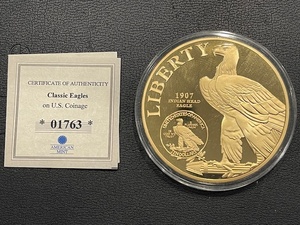 CERTIFICATE OF AUTHENTICITY
Classic Eagles
on U.S. Coinage
* 01763 *
AMERICAN
MINT
LIBERTY
1907
INDIAN HEAD
EAGLE